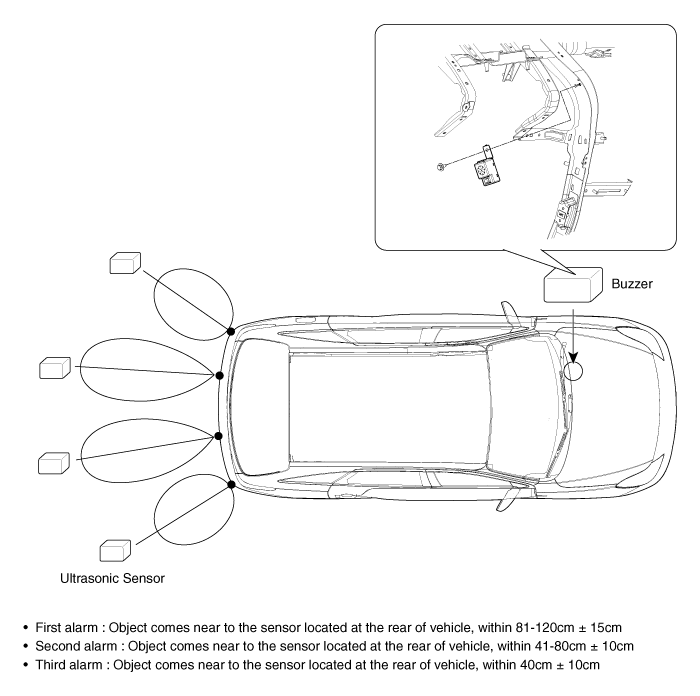 Buzzer
Ultrasonic Sensor
• First alarm : Object comes near to the sensor located at the rear of vehicle, within 81-120cm ± 15cm
• Second alarm : Object comes near to the sensor located at the rear of vehicle, within 41-80cm ± 10cm
• Third alarm : Object comes near to the sensor located at the rear of vehicle, within 40cm ± 10cm